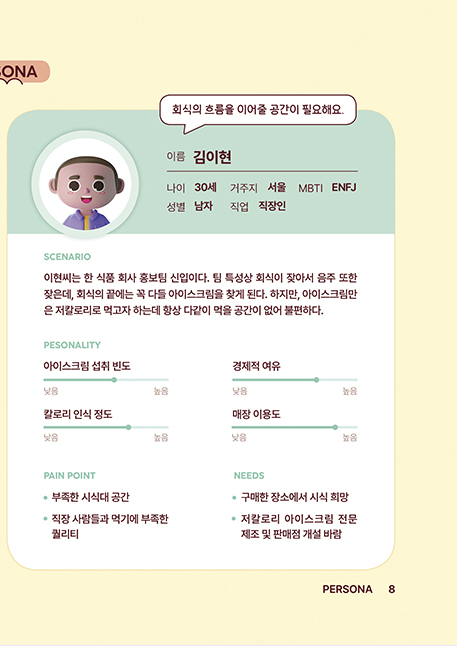 SONA
회식의 흐름을 이어줄 공간이 필요해요.
이름 김이현
나이 30세 거주지 서울 MBTI ENFJ
성별 남자 직업 직장인
SCENARIO
이현씨는 한 식품 회사 홍보팀 신입이다. 팀 특성상 회식이 잦아서 음주 또한
잦은데, 회식의 끝에는 꼭 다들 아이스크림을 찾게 된다. 하지만, 아이스크림만
은 저칼로리로 먹고자 하는데 항상 다같이 먹을 공간이 없어 불편하다.
PESONALITY
아이스크림 섭취 빈도
낮음 높음
경제적 여유
낮음 높음
칼로리 인식 정도
낮음 높음
매장 이용도
낮음 높음
PAIN POINT
• 부족한 시식대 공간
• 직장 사람들과 먹기에 부족한
퀄리티
NEEDS
• 구매한 장소에서 시식 희망
• 저칼로리 아이스크림 전문
제조 및 판매점 개설 바람
PERSONA 8